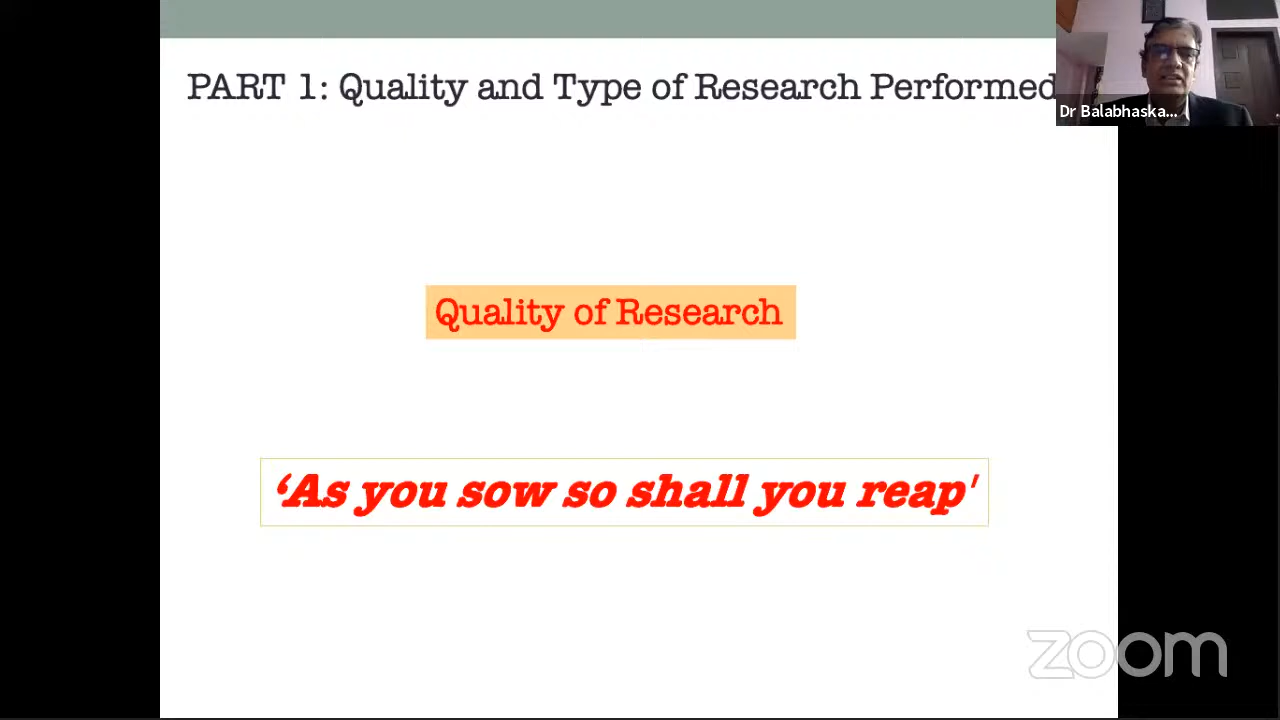 PART 1: Quality and Type of Research Performed
Dr Balabhaska...
Quality of Research
‘As you sow so shall you reap'
zoom